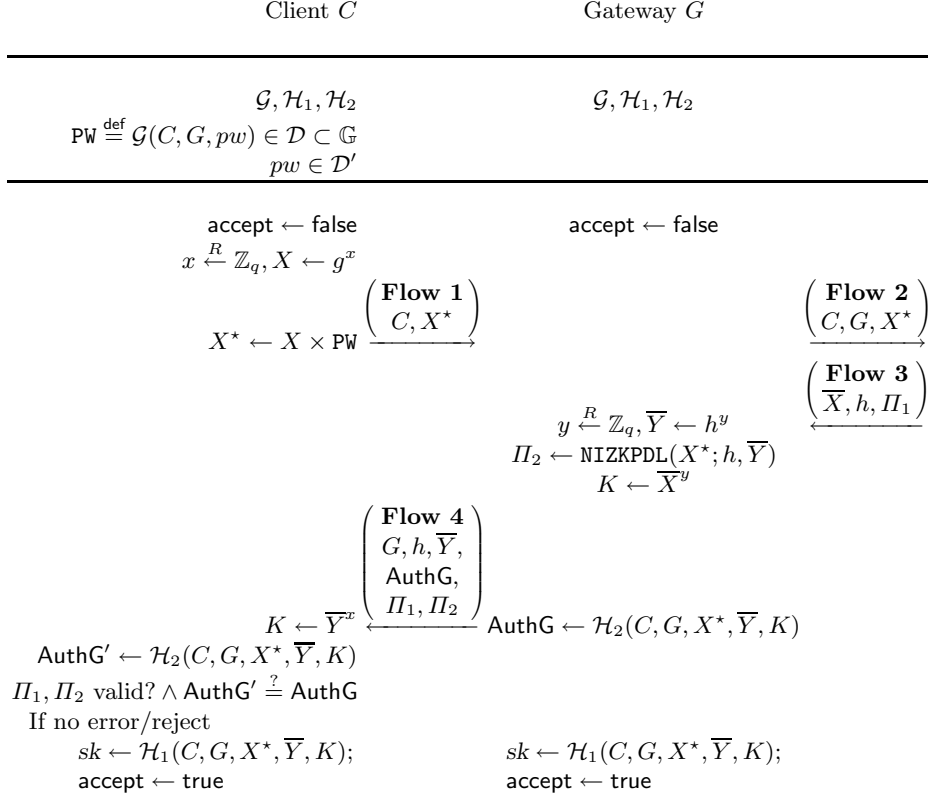 Client C Gateway G
𝒢, ℋ₁, ℋ₂ 𝒢, ℋ₁, ℋ₂
PW ≝ 𝒢(C, G, pw) ∈ 𝒟 ⊂ 𝔾
pw ∈ 𝒟′
accept ← false accept ← false
x ←ᴿ ℤ_q, X ← g^x
X⋆ ← X × PW
(Flow 1
C, X⋆)
(Flow 2
C, G, X⋆)
(Flow 3
X̅, h, Π₁)
y ←ᴿ ℤ_q, Y̅ ← h^y
Π₂ ← NIZKPDL(X⋆; h, Y̅)
K ← X̅^y
(Flow 4
G, h, Y̅,
AuthG,
Π₁, Π₂)
K ← Y̅^x AuthG ← ℋ₂(C, G, X⋆, Y̅, K)
AuthG′ ← ℋ₂(C, G, X⋆, Y̅, K)
Π₁, Π₂ valid? ∧ AuthG′ ≟ AuthG
If no error/reject
sk ← ℋ₁(C, G, X⋆, Y̅, K); sk ← ℋ₁(C, G, X⋆, Y̅, K);
accept ← true accept ← true